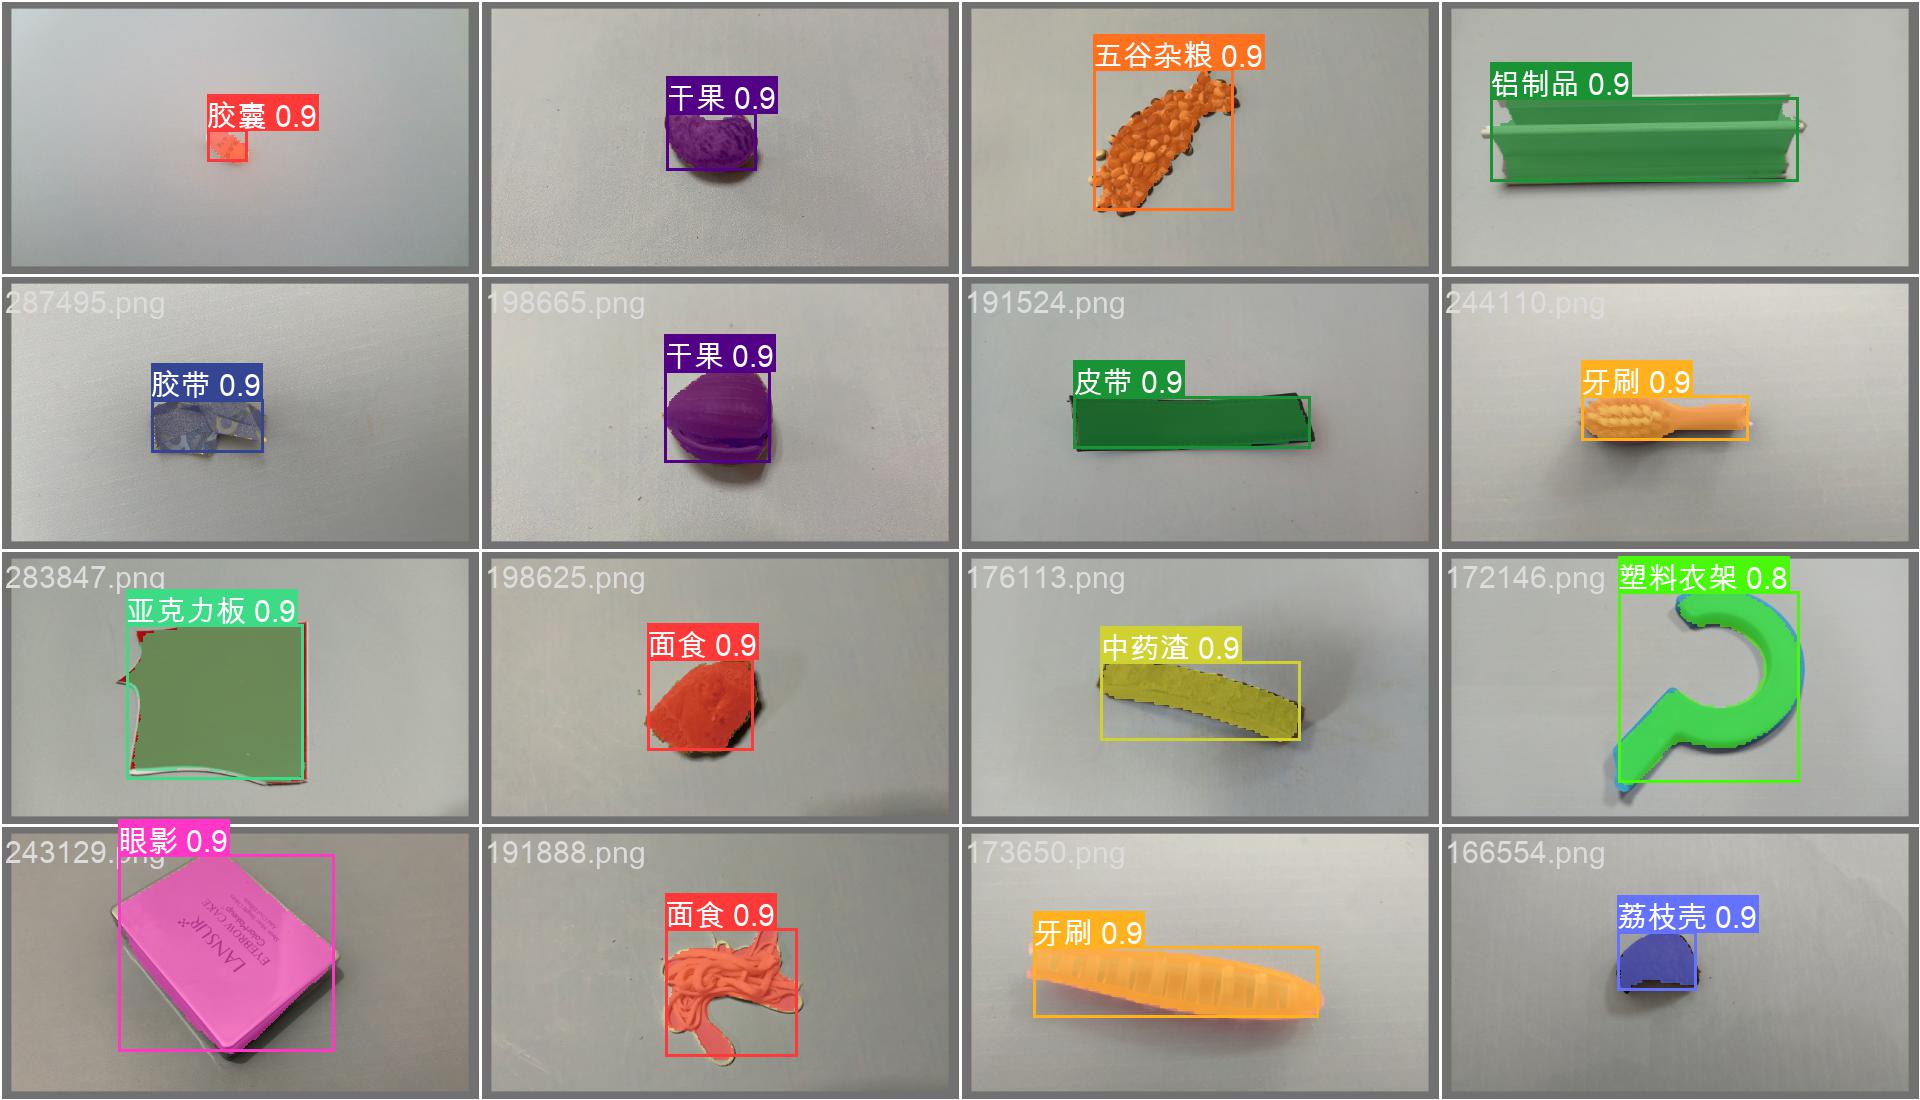 胶囊 0.9
干果 0.9
五谷杂粮 0.9
铝制品 0.9
287495.png
198665.png
191524.png
244110.png
胶带 0.9
干果 0.9
皮带 0.9
牙刷 0.9
283847.png
198625.png
176113.png
172146.png
塑料衣架 0.8
亚克力板 0.9
面食 0.9
中药渣 0.9
243129.png
眼影 0.9
191888.png
173650.png
166554.png
LANSUR
EYEBROW CAKE
面食 0.9
牙刷 0.9
荔枝壳 0.9